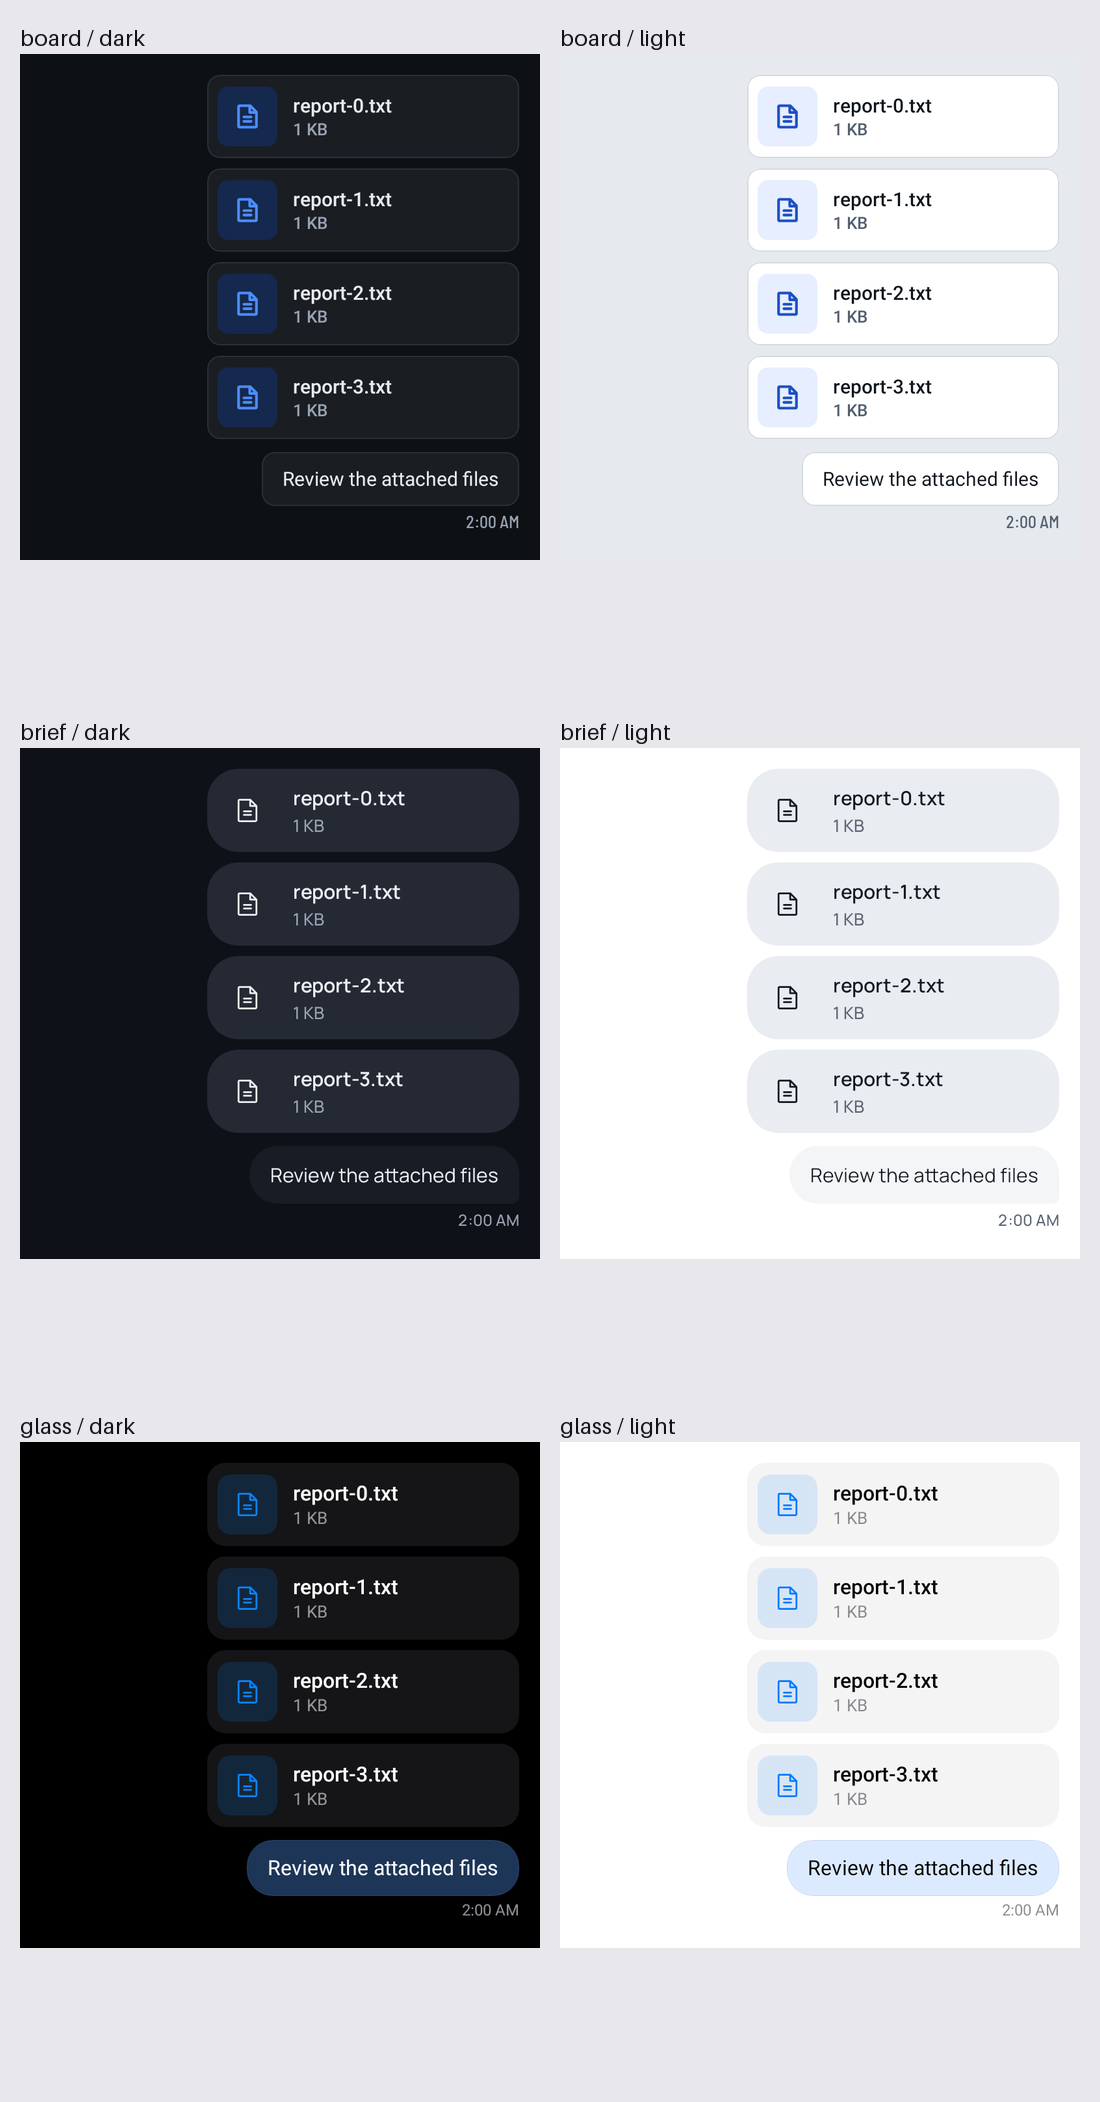 board / dark
report-0.txt
1 KB
report-1.txt
1 KB
report-2.txt
1 KB
report-3.txt
1 KB
Review the attached files
2:00 AM
board / light
report-0.txt
1 KB
report-1.txt
1 KB
report-2.txt
1 KB
report-3.txt
1 KB
Review the attached files
2:00 AM
brief / dark
report-0.txt
1 KB
report-1.txt
1 KB
report-2.txt
1 KB
report-3.txt
1 KB
Review the attached files
2:00 AM
brief / light
report-0.txt
1 KB
report-1.txt
1 KB
report-2.txt
1 KB
report-3.txt
1 KB
Review the attached files
2:00 AM
glass / dark
report-0.txt
1 KB
report-1.txt
1 KB
report-2.txt
1 KB
report-3.txt
1 KB
Review the attached files
2:00 AM
glass / light
report-0.txt
1 KB
report-1.txt
1 KB
report-2.txt
1 KB
report-3.txt
1 KB
Review the attached files
2:00 AM